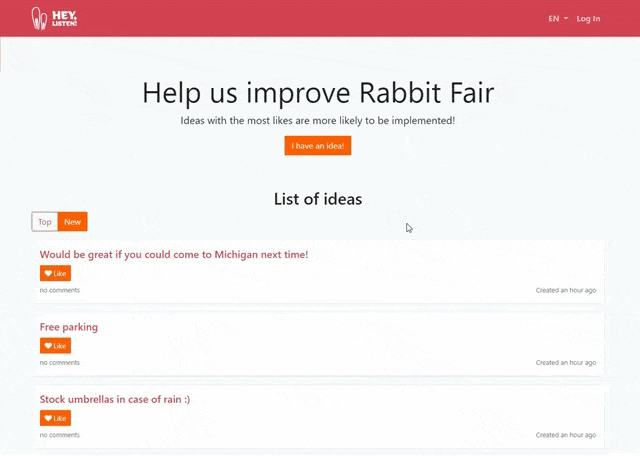 HEY,
LISTEN!
EN Log In
Help us improve Rabbit Fair
Ideas with the most likes are more likely to be implemented!
I have an idea!
List of ideas
Top New
Would be great if you could come to Michigan next time!
Like
no comments Created an hour ago
Free parking
Like
no comments Created an hour ago
Stock umbrellas in case of rain :)
Like
no comments Created an hour ago